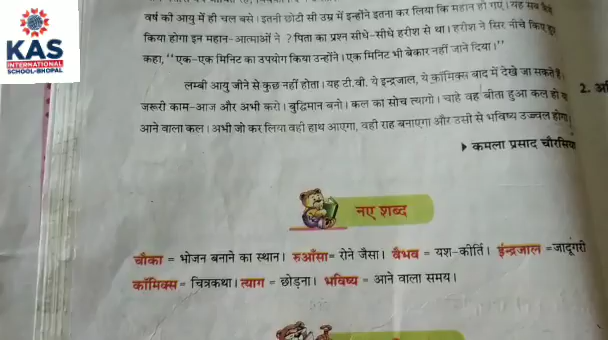 KAS
INTERNATIONAL
SCHOOL-BHOPAL
वर्ष की आयु में ही चल बसे। इतनी छोटी सी उम्र में इन्होंने इतना कर लिया कि महान हो गए। यह सब कैसे
किया होगा इन महान-आत्माओं ने ? पिता का प्रश्न सीधे-सीधे हरीश से था। हरीश ने सिर नीचे किए हुए
कहा, "एक-एक मिनिट का उपयोग किया उन्होंने। एक मिनिट भी बेकार नहीं जाने दिया।"
लम्बी आयु जीने से कुछ नहीं होता। यह टी.वी. ये इन्द्रजाल, ये कॉमिक्स बाद में देखे जा सकते हैं।
जरूरी काम-आज और अभी करो। बुद्धिमान बनो। कल का सोच त्यागो। चाहे वह बीता हुआ कल हो या
आने वाला कल। अभी जो कर लिया वही हाथ आएगा, वही राह बनाएगा और उसी से भविष्य उज्ज्वल होगा।
कमला प्रसाद चौरसिया
2.
नए शब्द
चौका = भोजन बनाने का स्थान। रुआँसा= रोने जैसा। वैभव = यश-कीर्ति। इंन्द्रजाल =जादूगरी
कॉमिक्स = चित्रकथा। त्याग = छोड़ना। भविष्य = आने वाला समय।